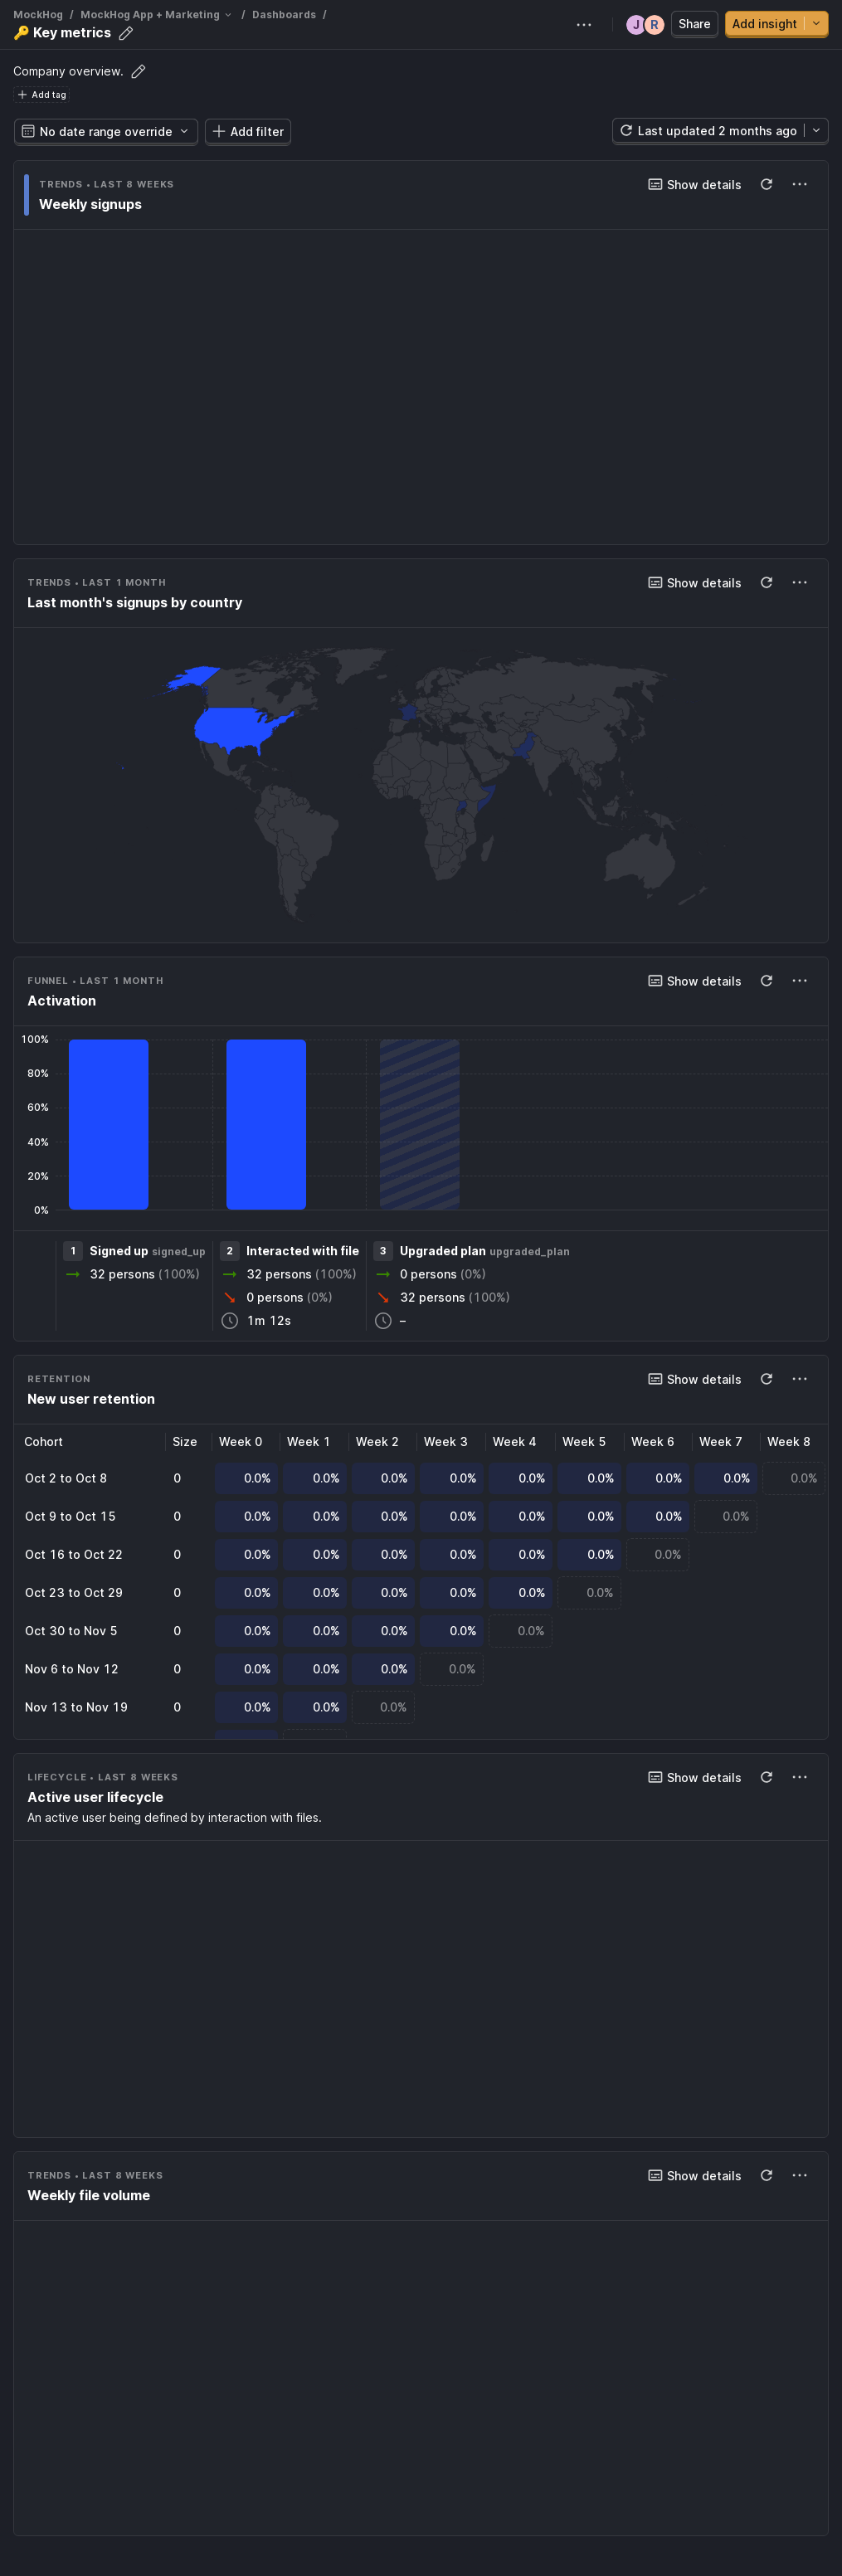 MockHog / MockHog App + Marketing / Dashboards /
🔑 Key metrics
J R Share Add insight
Company overview.
Add tag
No date range override Add filter Last updated 2 months ago
TRENDS • LAST 8 WEEKS
Show details
Weekly signups
TRENDS • LAST 1 MONTH
Show details
Last month's signups by country
FUNNEL • LAST 1 MONTH
Show details
Activation
100%
80%
60%
40%
20%
0%
1 Signed up signed_up
32 persons (100%)
2 Interacted with file
32 persons (100%)
0 persons (0%)
1m 12s
3 Upgraded plan upgraded_plan
0 persons (0%)
32 persons (100%)
–
RETENTION
Show details
New user retention
Cohort Size Week 0 Week 1 Week 2 Week 3 Week 4 Week 5 Week 6 Week 7 Week 8
Oct 2 to Oct 8 0 0.0% 0.0% 0.0% 0.0% 0.0% 0.0% 0.0% 0.0% 0.0%
Oct 9 to Oct 15 0 0.0% 0.0% 0.0% 0.0% 0.0% 0.0% 0.0% 0.0%
Oct 16 to Oct 22 0 0.0% 0.0% 0.0% 0.0% 0.0% 0.0% 0.0%
Oct 23 to Oct 29 0 0.0% 0.0% 0.0% 0.0% 0.0% 0.0%
Oct 30 to Nov 5 0 0.0% 0.0% 0.0% 0.0% 0.0%
Nov 6 to Nov 12 0 0.0% 0.0% 0.0% 0.0%
Nov 13 to Nov 19 0 0.0% 0.0% 0.0%
LIFECYCLE • LAST 8 WEEKS
Show details
Active user lifecycle
An active user being defined by interaction with files.
TRENDS • LAST 8 WEEKS
Show details
Weekly file volume